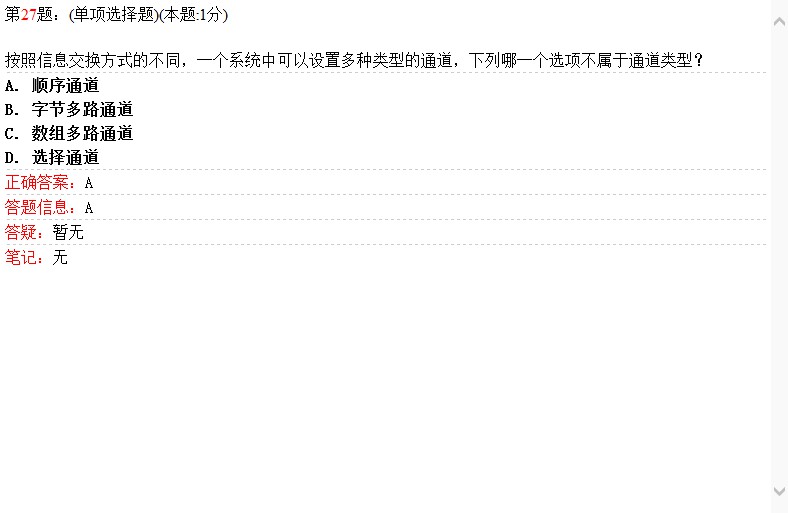 第27题：(单项选择题)(本题:1分)
按照信息交换方式的不同，一个系统中可以设置多种类型的通道，下列哪一个选项不属于通道类型？
A. 顺序通道
B. 字节多路通道
C. 数组多路通道
D. 选择通道
正确答案：A
答题信息：A
答疑：暂无
笔记：无